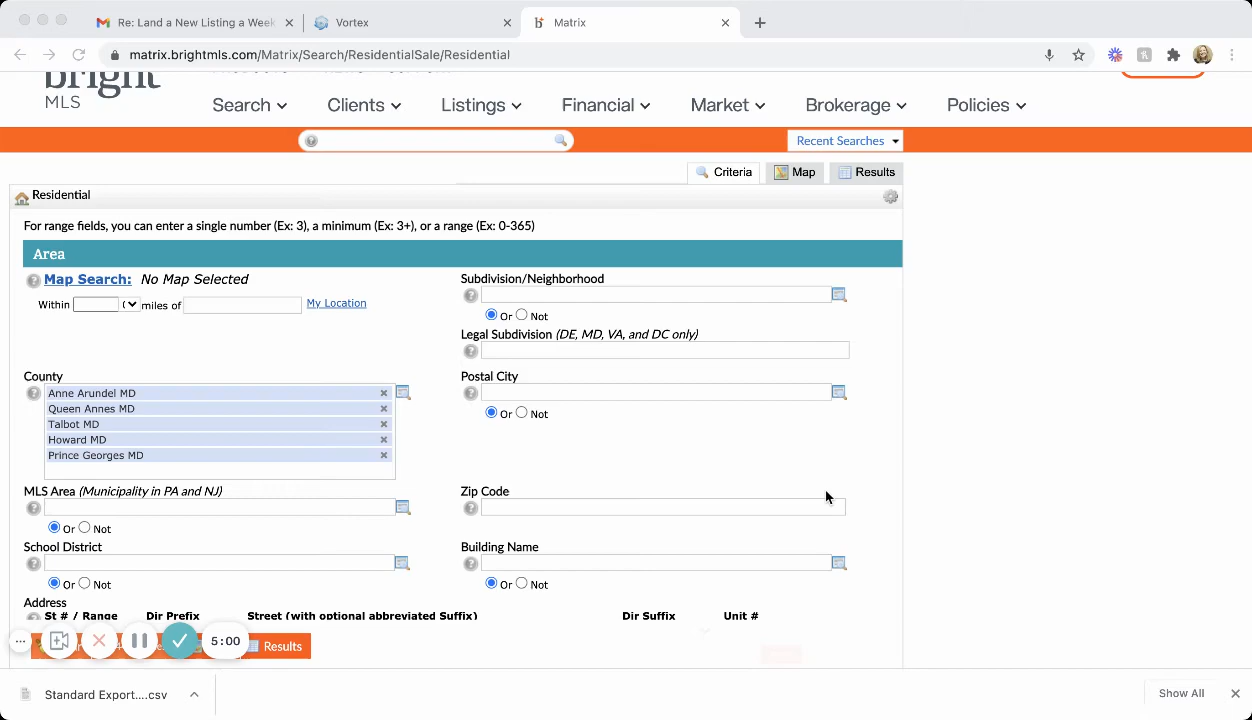 Re: Land a New Listing a Week
Vortex
Matrix
matrix.brightmls.com/Matrix/Search/ResidentialSale/Residential
bright
MLS
Search
Clients
Listings
Financial
Market
Brokerage
Policies
Recent Searches
Criteria
Map
Results
Residential
For range fields, you can enter a single number (Ex: 3), a minimum (Ex: 3+), or a range (Ex: 0-365)
Area
Map Search: No Map Selected
Within ( miles of My Location
Subdivision/Neighborhood
Or Not
Legal Subdivision (DE, MD, VA, and DC only)
County
Anne Arundel MD
Queen Annes MD
Talbot MD
Howard MD
Prince Georges MD
Postal City
Or Not
MLS Area (Municipality in PA and NJ)
Or Not
Zip Code
School District
Or Not
Building Name
Or Not
Address
St # / Range Dir Prefix Street (with optional abbreviated Suffix) Dir Suffix Unit #
5:00
Results
Standard Export....csv
Show All